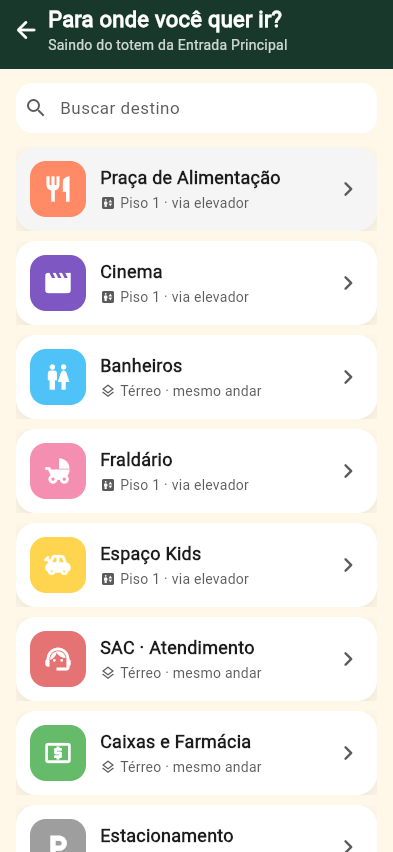 Para onde você quer ir?
Saindo do totem da Entrada Principal
Buscar destino
Praça de Alimentação
Piso 1 · via elevador
Cinema
Piso 1 · via elevador
Banheiros
Térreo · mesmo andar
Fraldário
Piso 1 · via elevador
Espaço Kids
Piso 1 · via elevador
SAC · Atendimento
Térreo · mesmo andar
Caixas e Farmácia
Térreo · mesmo andar
Estacionamento